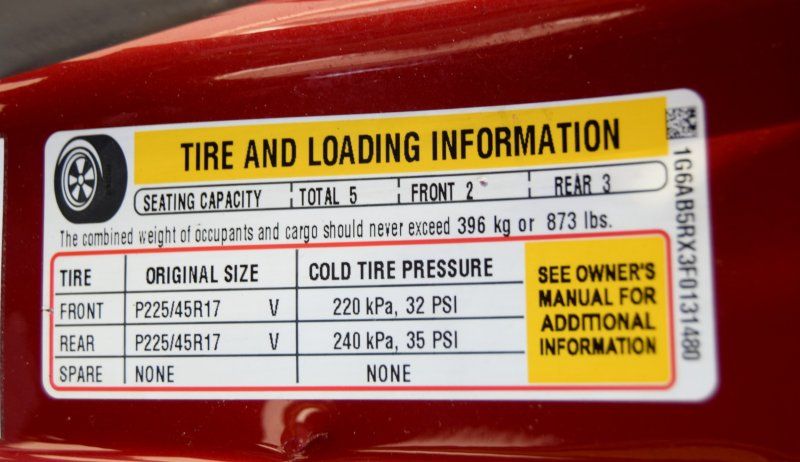 TIRE AND LOADING INFORMATION
SEATING CAPACITY TOTAL 5 FRONT 2 REAR 3
The combined weight of occupants and cargo should never exceed 396 kg or 873 lbs.
TIRE ORIGINAL SIZE COLD TIRE PRESSURE
FRONT P225/45R17 V 220 kPa, 32 PSI
REAR P225/45R17 V 240 kPa, 35 PSI
SPARE NONE NONE
SEE OWNER'S
MANUAL FOR
ADDITIONAL
INFORMATION
1G6AB5RX3F0131480